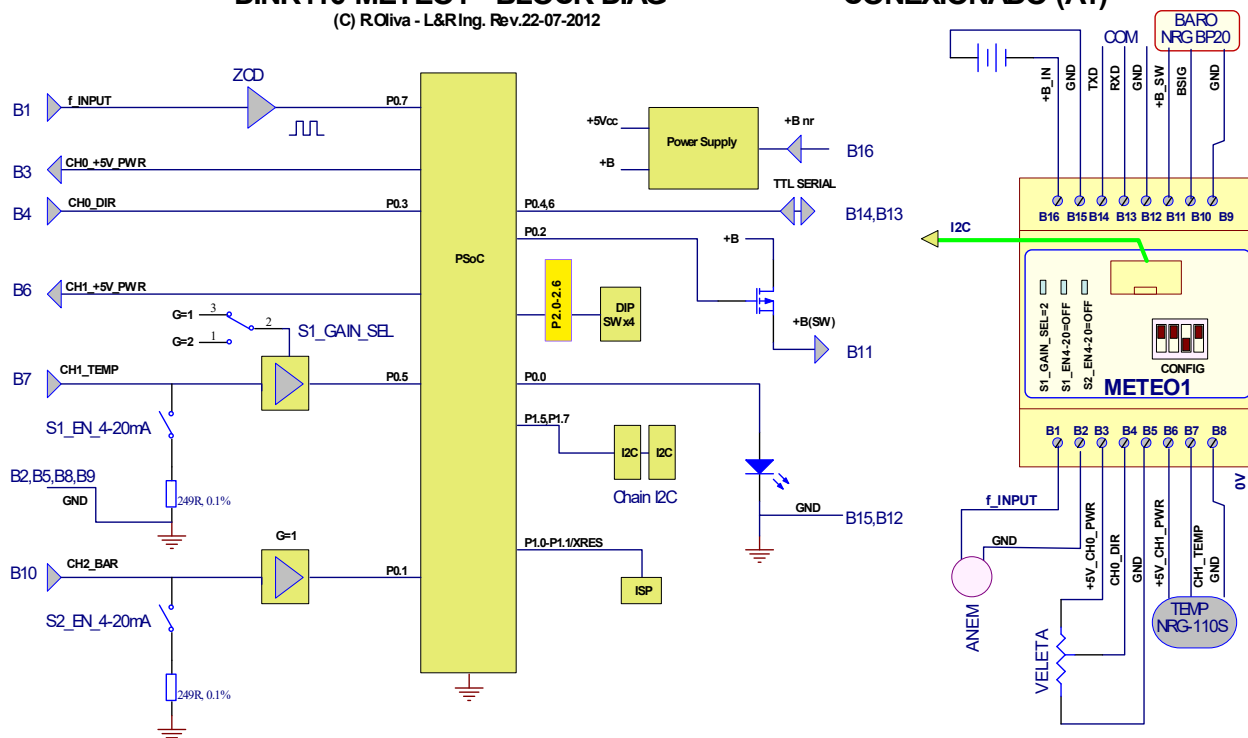 (C) R.Oliva - L&R Ing. Rev.22-07-2012
ZCD
B1
f_INPUT
P0.7
B3
CH0_+5V_PWR
B4
CH0_DIR
P0.3
B6
CH1_+5V_PWR
G=1
3
2
S1_GAIN_SEL
G=2
1
B7
CH1_TEMP
P0.5
S1_EN_4-20mA
B2,B5,B8,B9
GND
249R, 0.1%
G=1
B10
CH2_BAR
P0.1
S2_EN_4-20mA
249R, 0.1%
PSoC
+5Vcc
+B
Power Supply
+B nr
B16
TTL SERIAL
P0.4,6
B14,B13
P0.2
+B
P2.0-2.6
DIP
SWx4
+B(SW)
B11
P0.0
P1.5,P1.7
I2C
I2C
Chain I2C
GND
B15,B12
P1.0-P1.1/XRES
ISP
BARO
NRG BP20
COM
+B_IN
GND
TXD
RXD
GND
+B_SW
BSIG
GND
B16
B15
B14
B13
B12
B11
B10
B9
I2C
S1_GAIN_SEL=2
S1_EN4-20=OFF
S2_EN4-20=OFF
CONFIG
METEO1
B1
B2
B3
B4
B5
B6
B7
B8
0V
f_INPUT
GND
+5V_CH0_PWR
CH0_DIR
GND
+5V_CH1_PWR
CH1_TEMP
GND
ANEM
VELETA
TEMP
NRG-110S